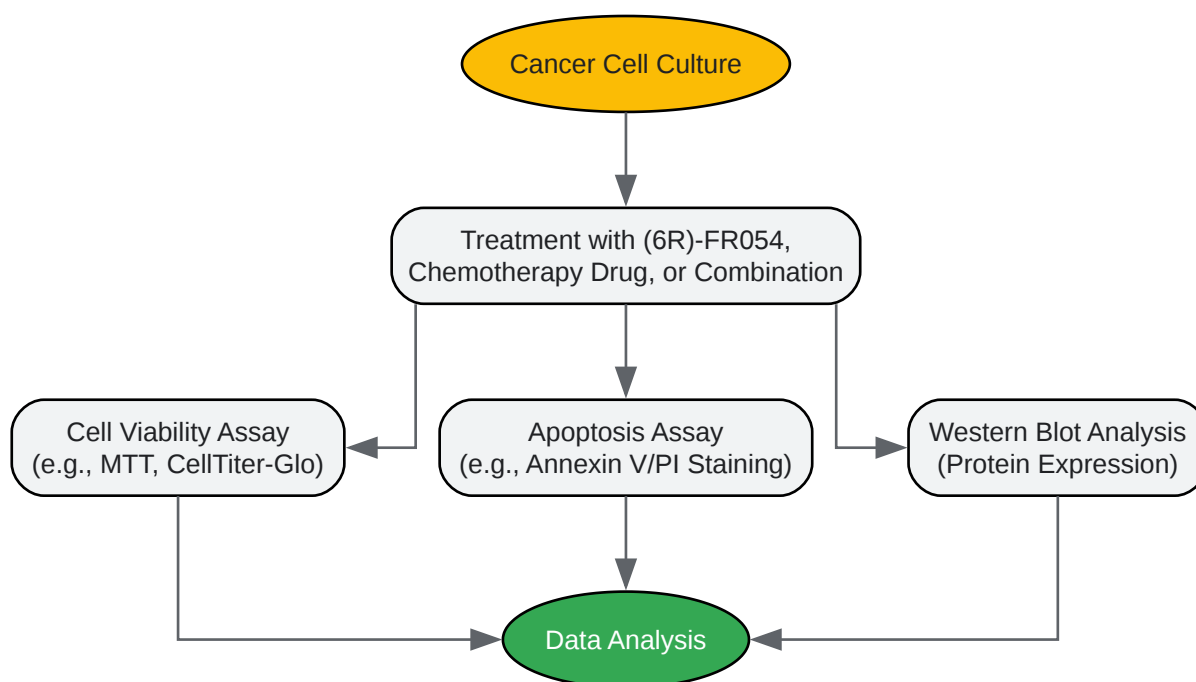 Cancer Cell Culture
Treatment with (6R)-FR054,
Chemotherapy Drug, or Combination
Cell Viability Assay
(e.g., MTT, CellTiter-Glo)
Apoptosis Assay
(e.g., Annexin V/PI Staining)
Western Blot Analysis
(Protein Expression)
Data Analysis